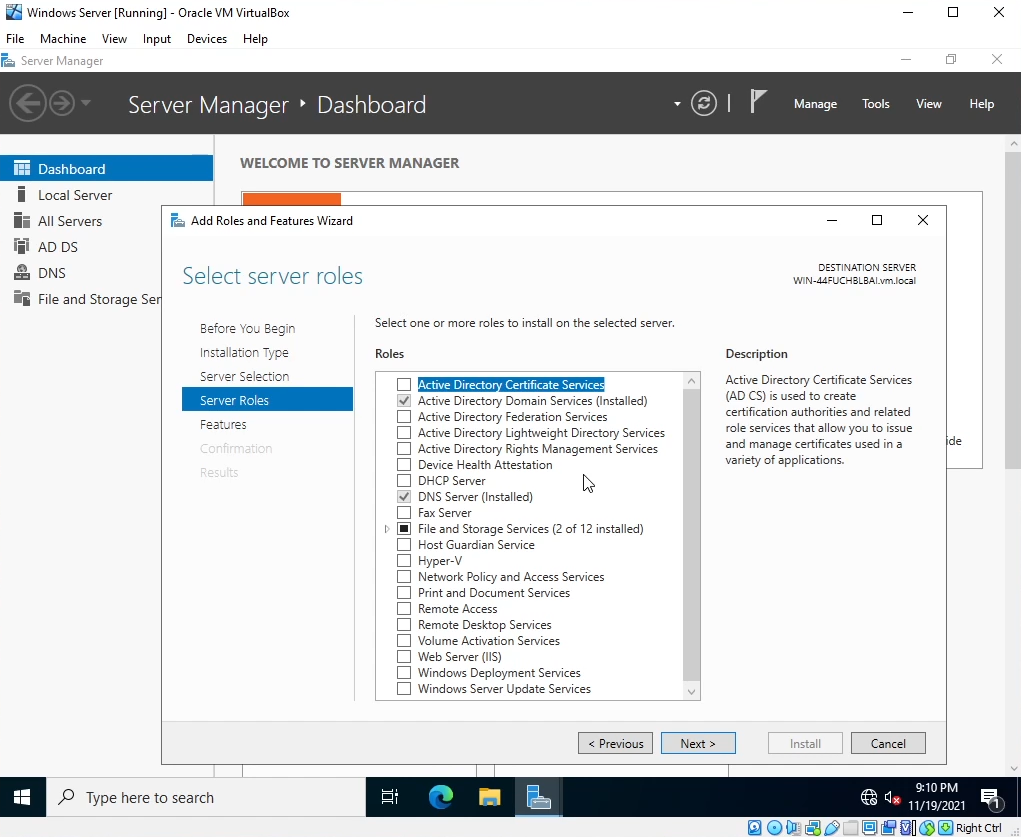 Windows Server [Running] - Oracle VM VirtualBox
File Machine View Input Devices Help
Server Manager
Server Manager ‣ Dashboard
Manage Tools View Help
Dashboard
Local Server
All Servers
AD DS
DNS
File and Storage Ser
WELCOME TO SERVER MANAGER
Add Roles and Features Wizard
Select server roles
DESTINATION SERVER
WIN-44FUCHBLBAI.vm.local
Before You Begin
Installation Type
Server Selection
Server Roles
Features
Confirmation
Results
Select one or more roles to install on the selected server.
Roles
Active Directory Certificate Services
Active Directory Domain Services (Installed)
Active Directory Federation Services
Active Directory Lightweight Directory Services
Active Directory Rights Management Services
Device Health Attestation
DHCP Server
DNS Server (Installed)
Fax Server
File and Storage Services (2 of 12 installed)
Host Guardian Service
Hyper-V
Network Policy and Access Services
Print and Document Services
Remote Access
Remote Desktop Services
Volume Activation Services
Web Server (IIS)
Windows Deployment Services
Windows Server Update Services
Description
Active Directory Certificate Services
(AD CS) is used to create
certification authorities and related
role services that allow you to issue
and manage certificates used in a
variety of applications.
ide
< Previous
Next >
Install
Cancel
Type here to search
9:10 PM
11/19/2021
1
Right Ctrl